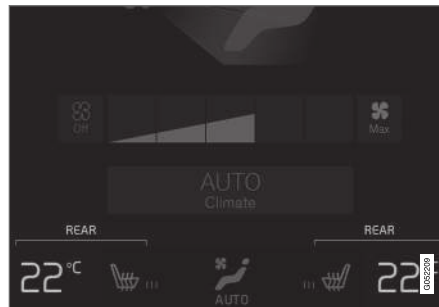 Off
Max
AUTO
Climate
REAR REAR
22°C 22°
AUTO
G052209